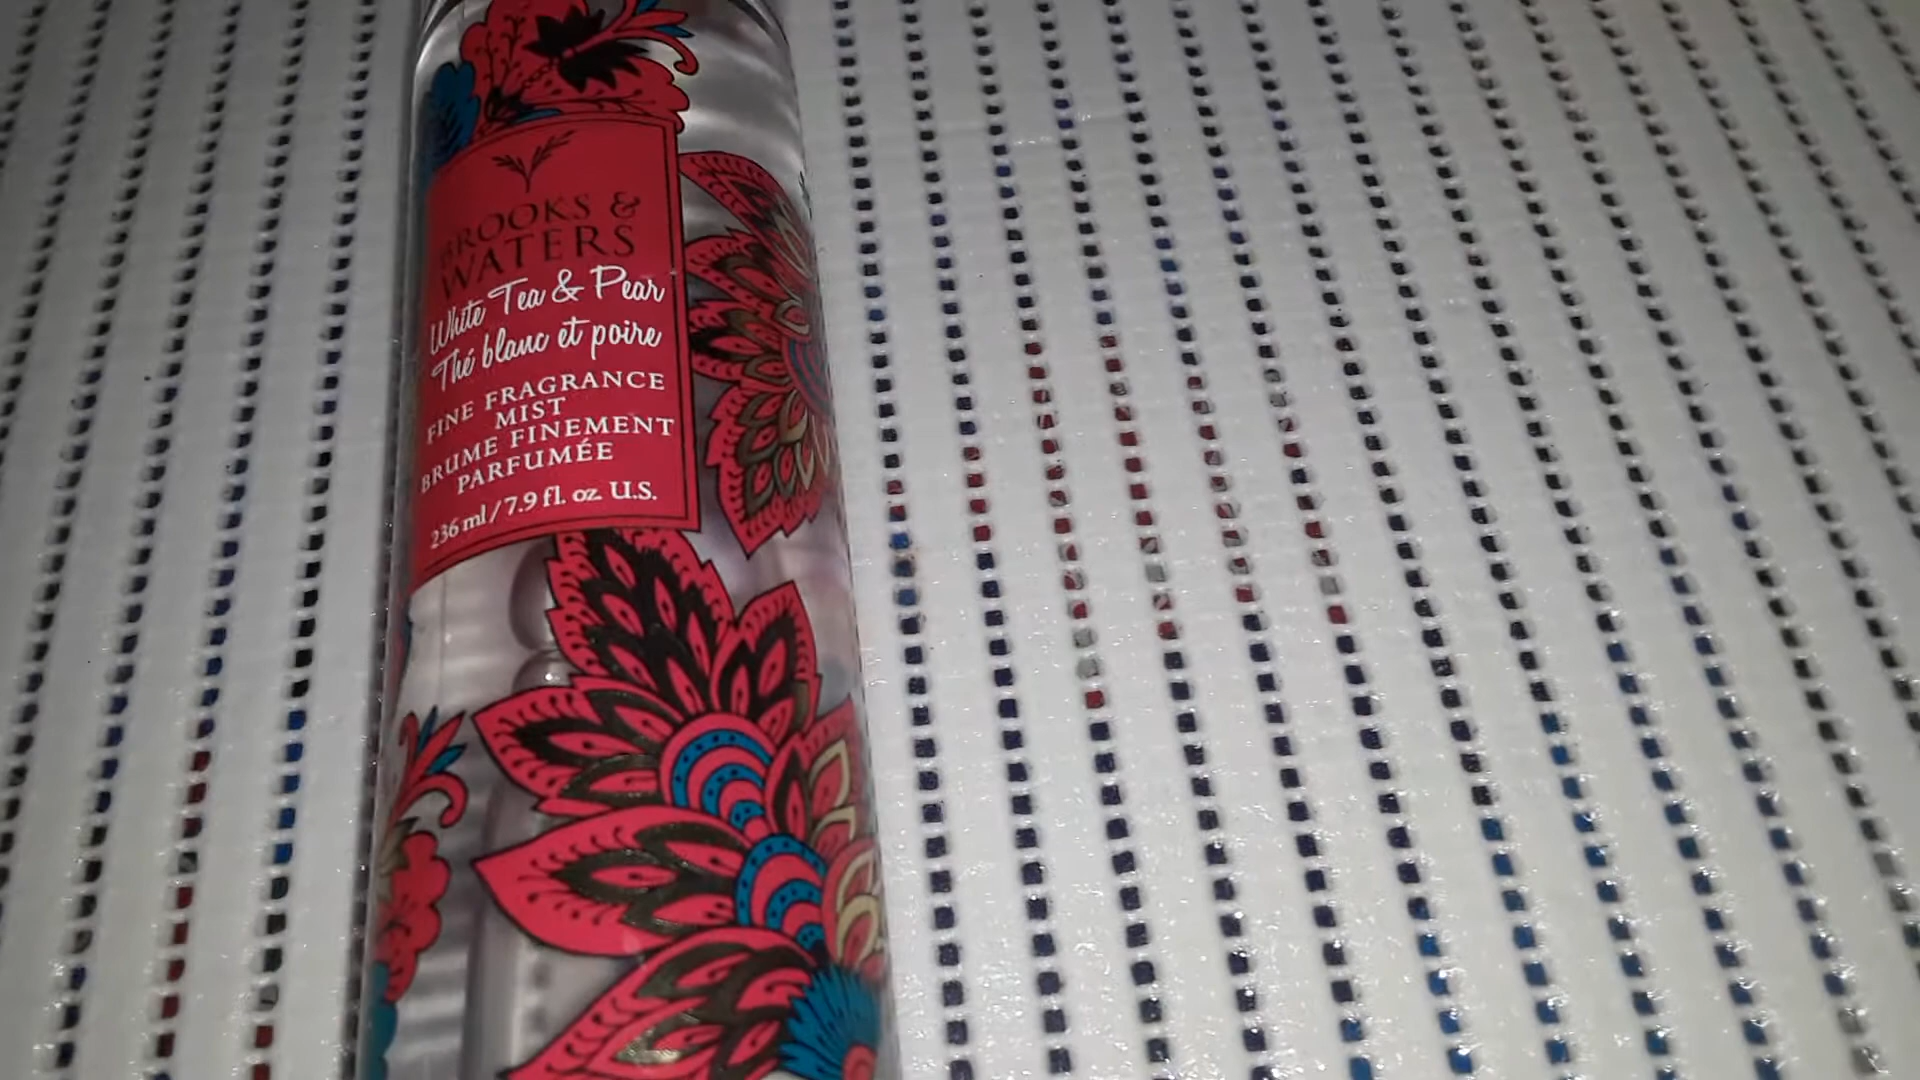 BROOKS &
WATERS
White Tea & Pear
Thé blanc et poire
FINE FRAGRANCE
MIST
BRUME FINEMENT
PARFUMÉE
236 ml / 7.9 fl. oz. U.S.